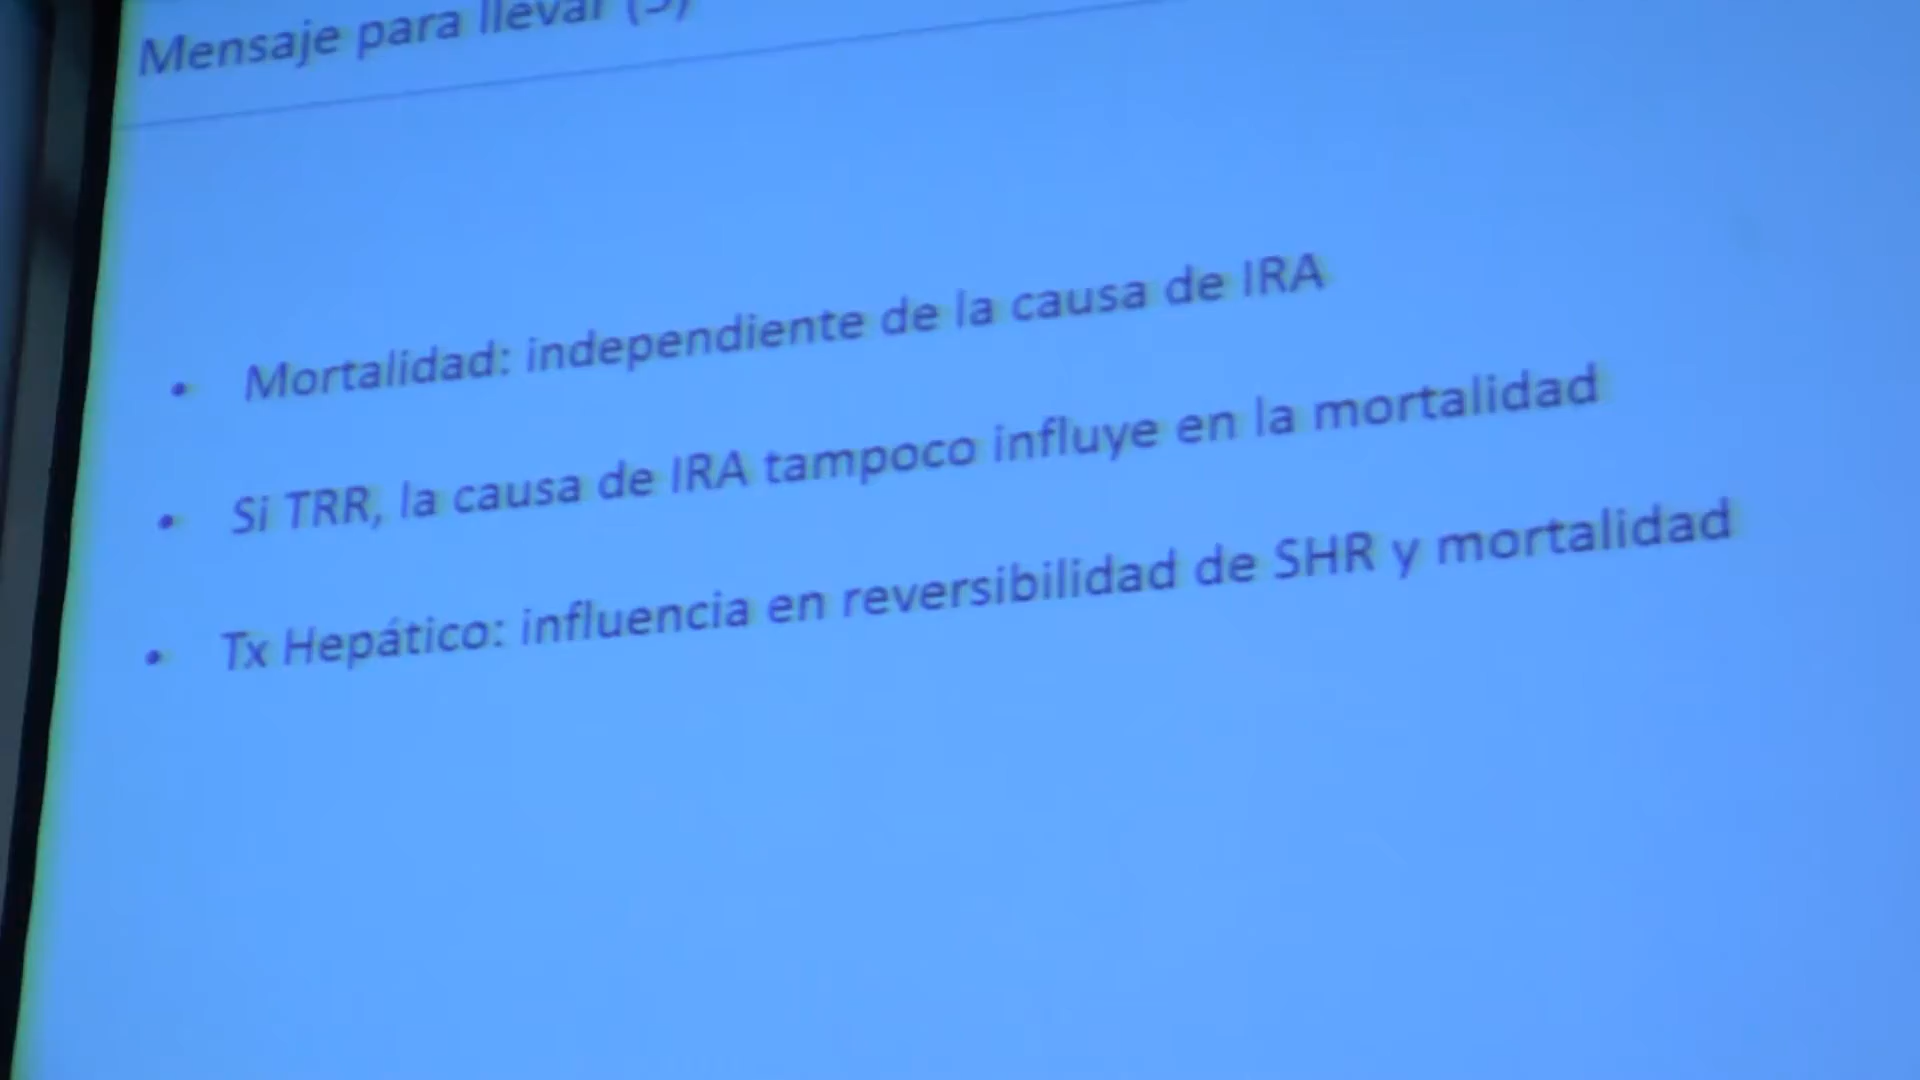 Mensaje para llevar
• Mortalidad: independiente de la causa de IRA
• Si TRR, la causa de IRA tampoco influye en la mortalidad
• Tx Hepático: influencia en reversibilidad de SHR y mortalidad